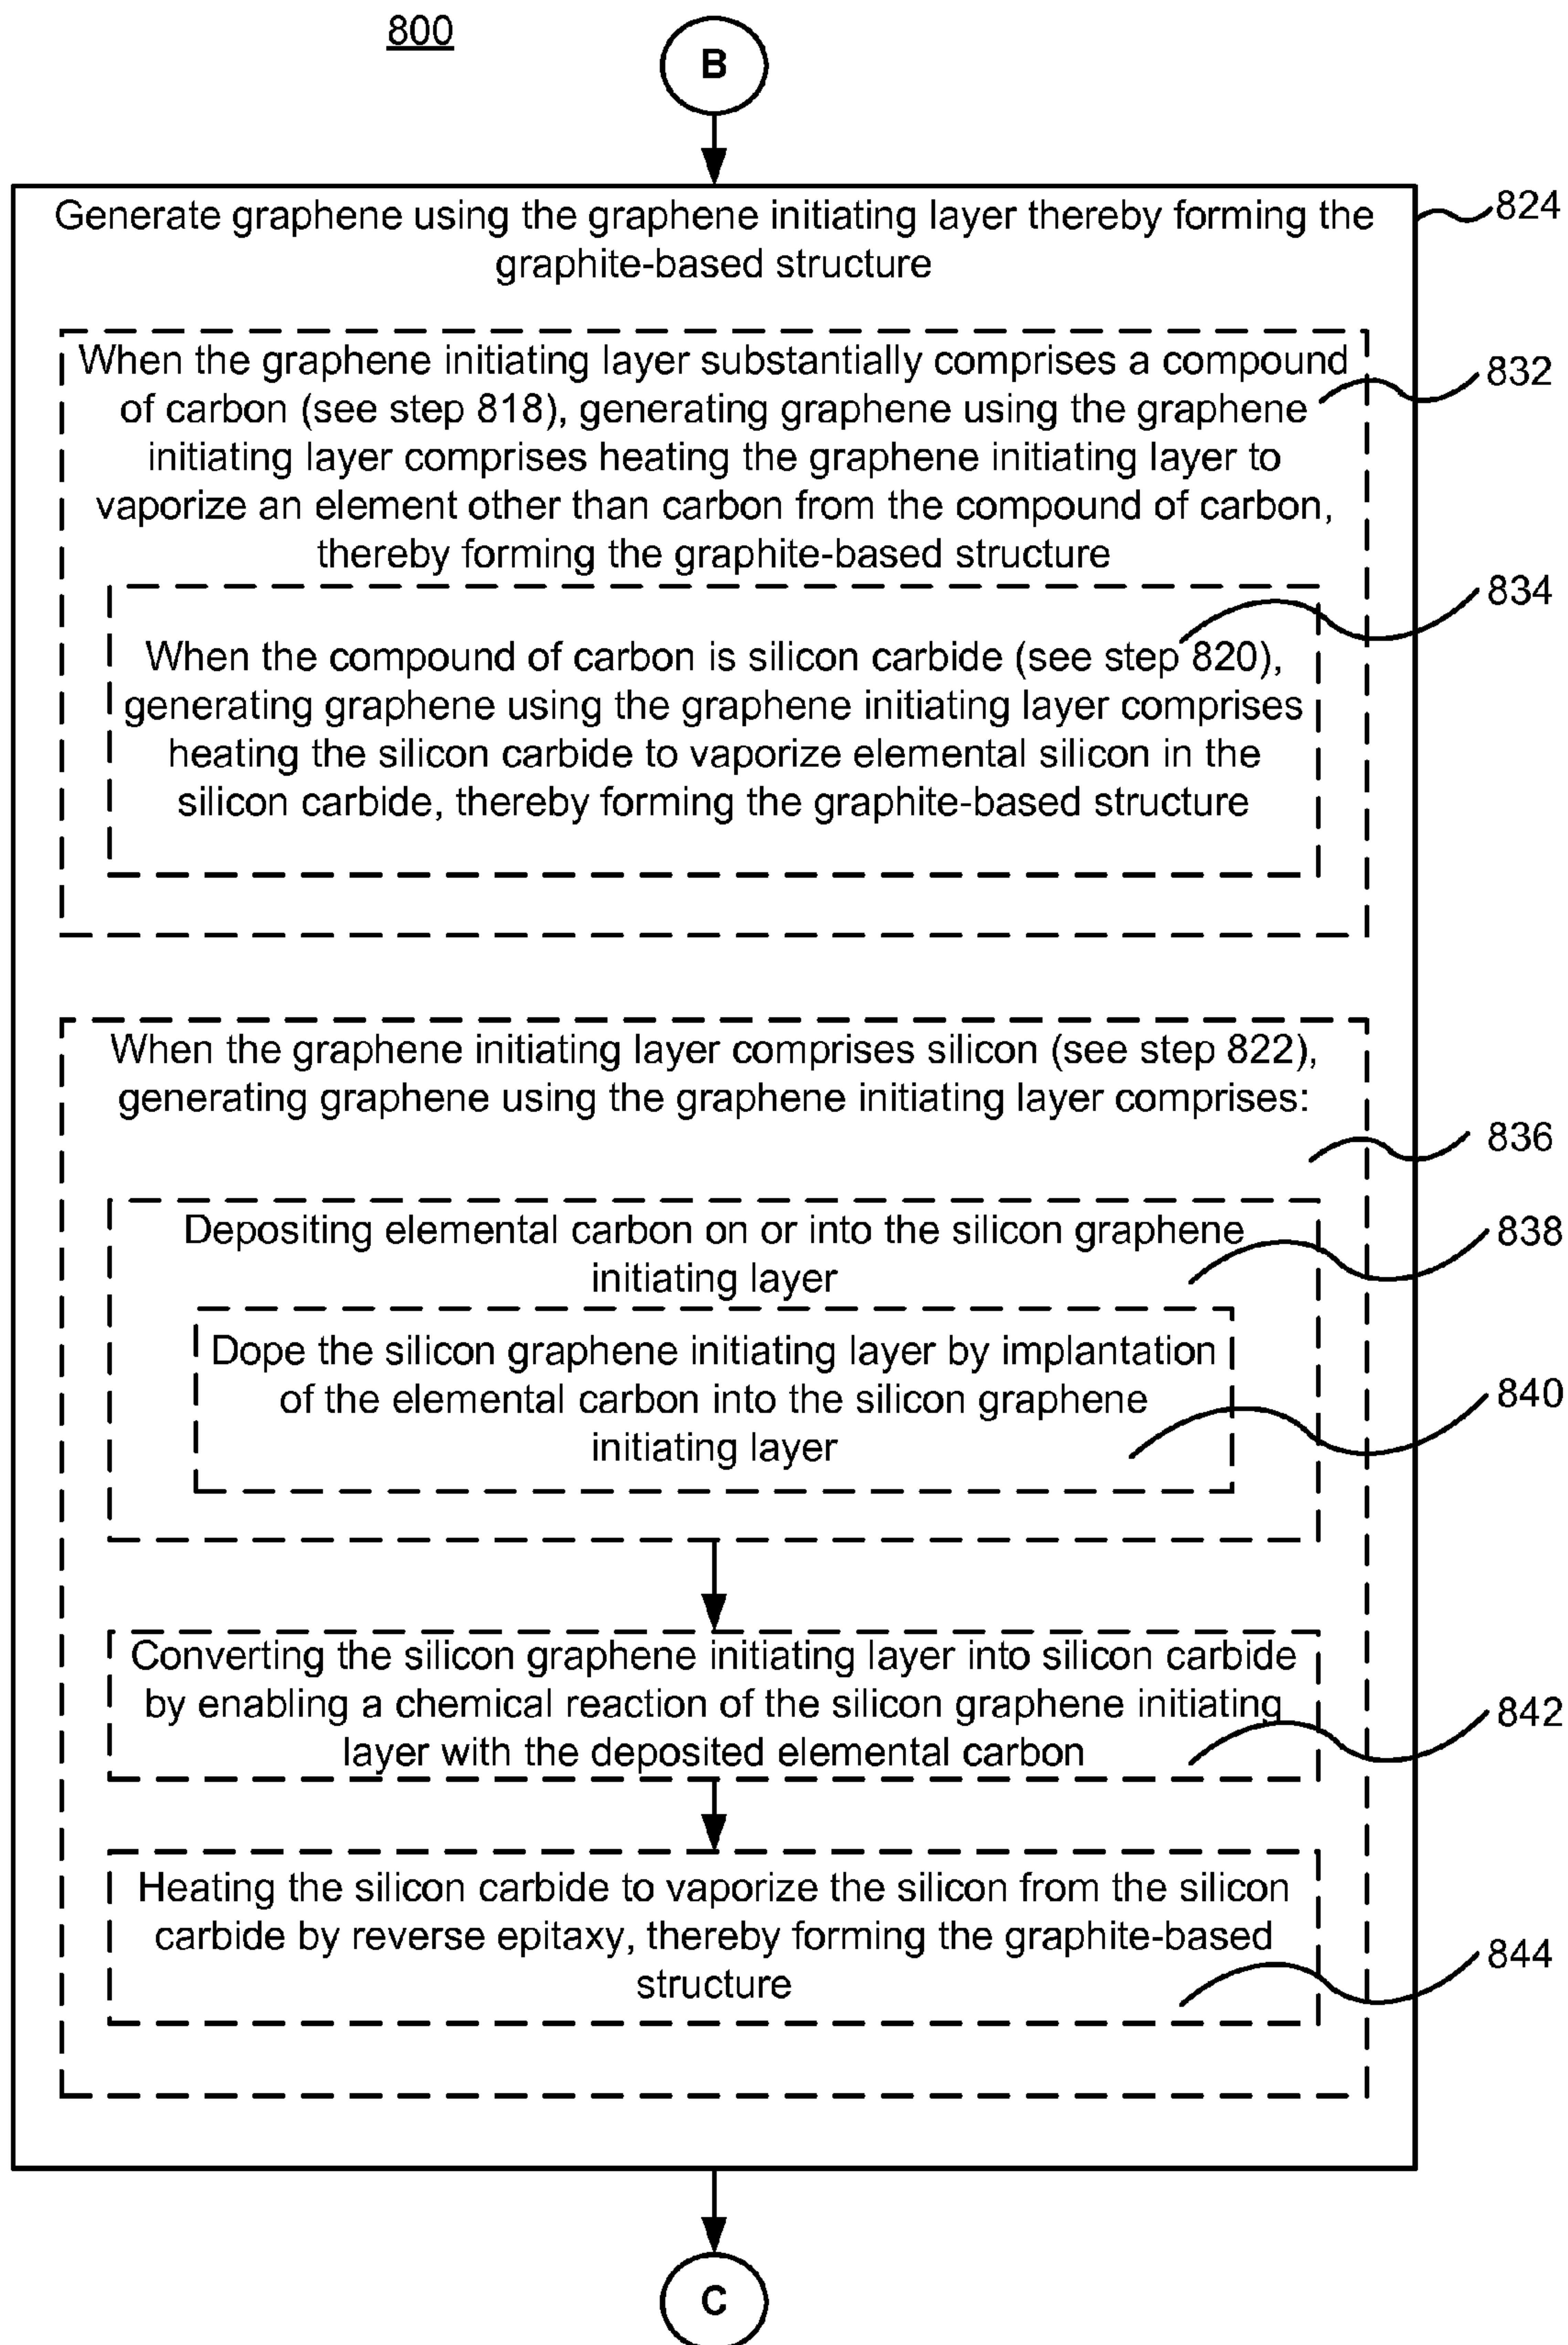 800
B
Generate graphene using the graphene initiating layer thereby forming the
graphite-based structure
824
When the graphene initiating layer substantially comprises a compound
of carbon (see step 818), generating graphene using the graphene
initiating layer comprises heating the graphene initiating layer to
vaporize an element other than carbon from the compound of carbon,
thereby forming the graphite-based structure
832
When the compound of carbon is silicon carbide (see step 820),
generating graphene using the graphene initiating layer comprises
heating the silicon carbide to vaporize elemental silicon in the
silicon carbide, thereby forming the graphite-based structure
834
When the graphene initiating layer comprises silicon (see step 822),
generating graphene using the graphene initiating layer comprises:
836
Depositing elemental carbon on or into the silicon graphene
initiating layer
838
Dope the silicon graphene initiating layer by implantation
of the elemental carbon into the silicon graphene
initiating layer
840
Converting the silicon graphene initiating layer into silicon carbide
by enabling a chemical reaction of the silicon graphene initiating
layer with the deposited elemental carbon
842
Heating the silicon carbide to vaporize the silicon from the silicon
carbide by reverse epitaxy, thereby forming the graphite-based
structure
844
C